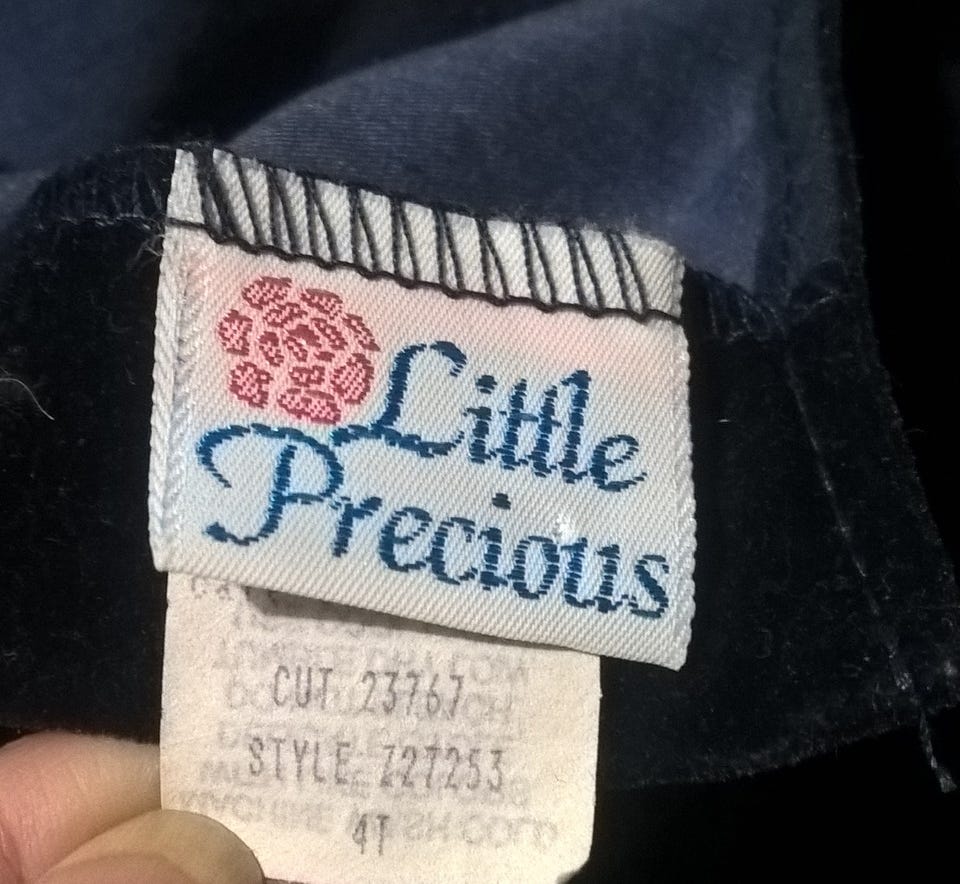 Little
Precious
CUT 23767
STYLE Z27253
4T